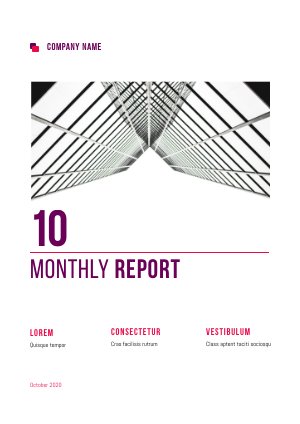 COMPANY NAME
10
MONTHLY REPORT
LOREM
Quisque tempor
CONSECTETUR
Cras facilisis rutrum
VESTIBULUM
Class aptent taciti sociosqu
October 2020